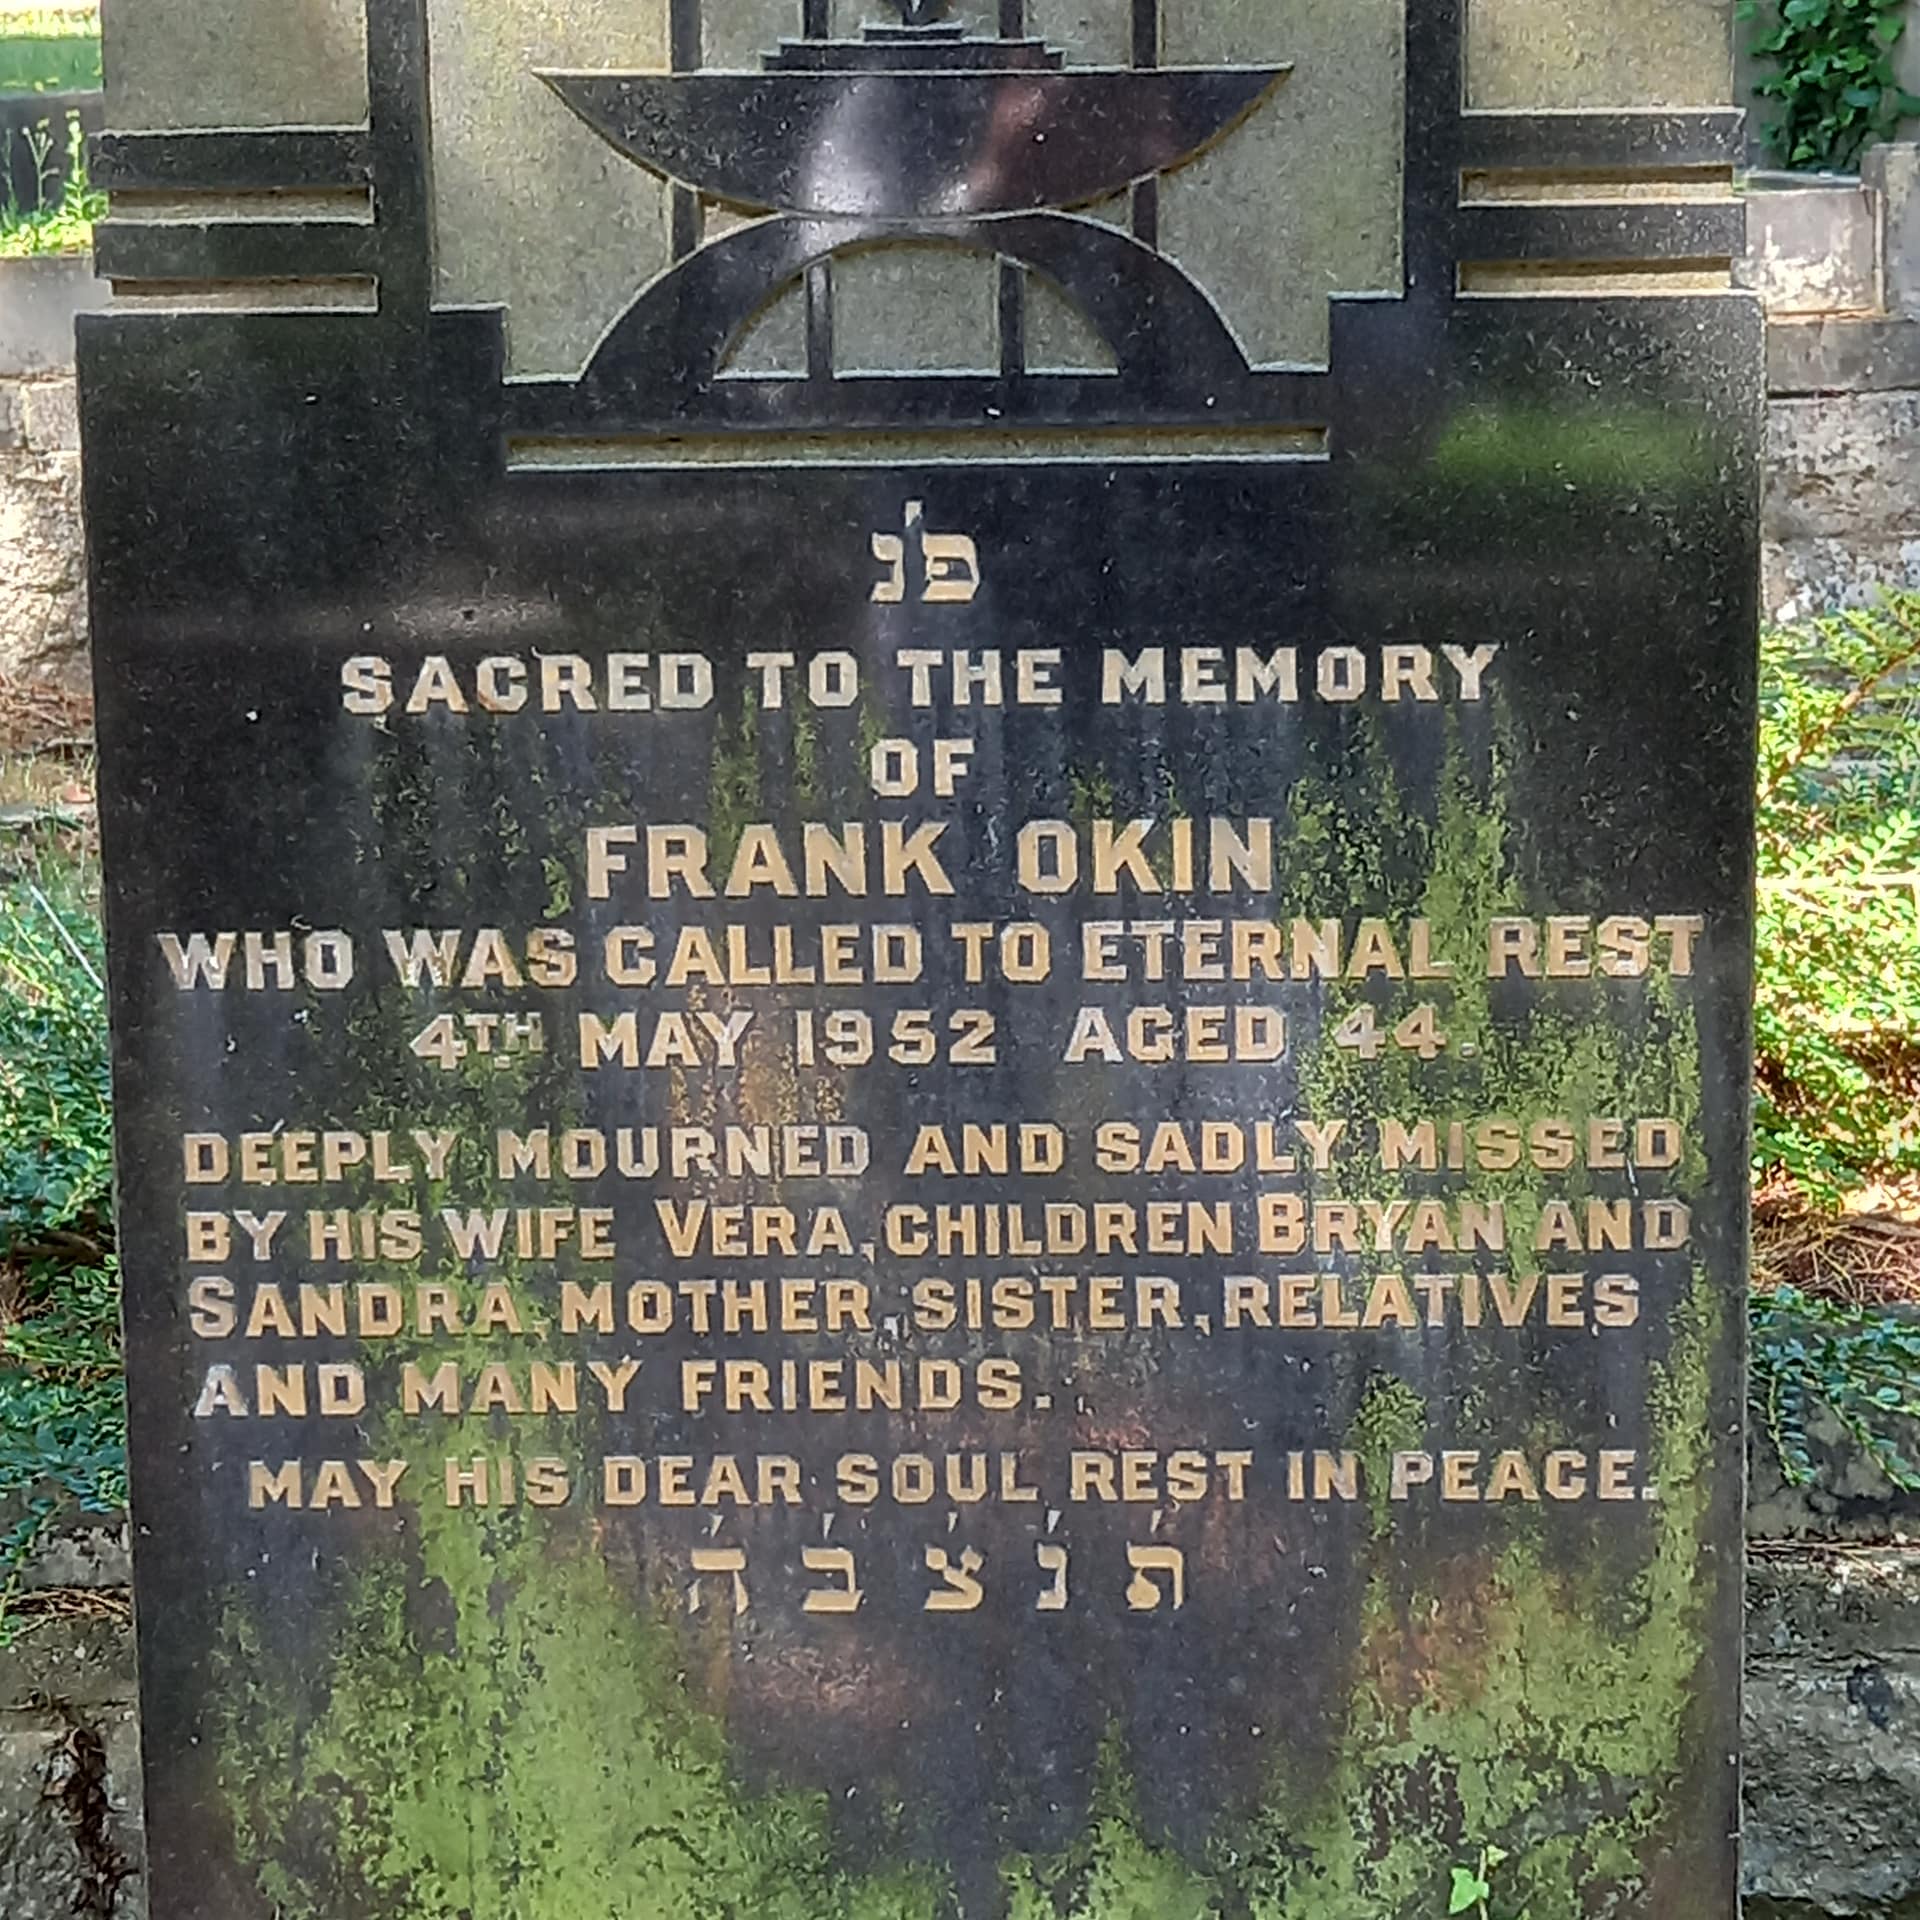 פ'נ
SACRED TO THE MEMORY
OF
FRANK OKIN
WHO WAS CALLED TO ETERNAL REST
4TH MAY 1952 AGED 44.
DEEPLY MOURNED AND SADLY MISSED
BY HIS WIFE VERA, CHILDREN BRYAN AND
SANDRA, MOTHER, SISTER, RELATIVES
AND MANY FRIENDS.
MAY HIS DEAR SOUL REST IN PEACE.
ת' נ' צ' ב' ה'